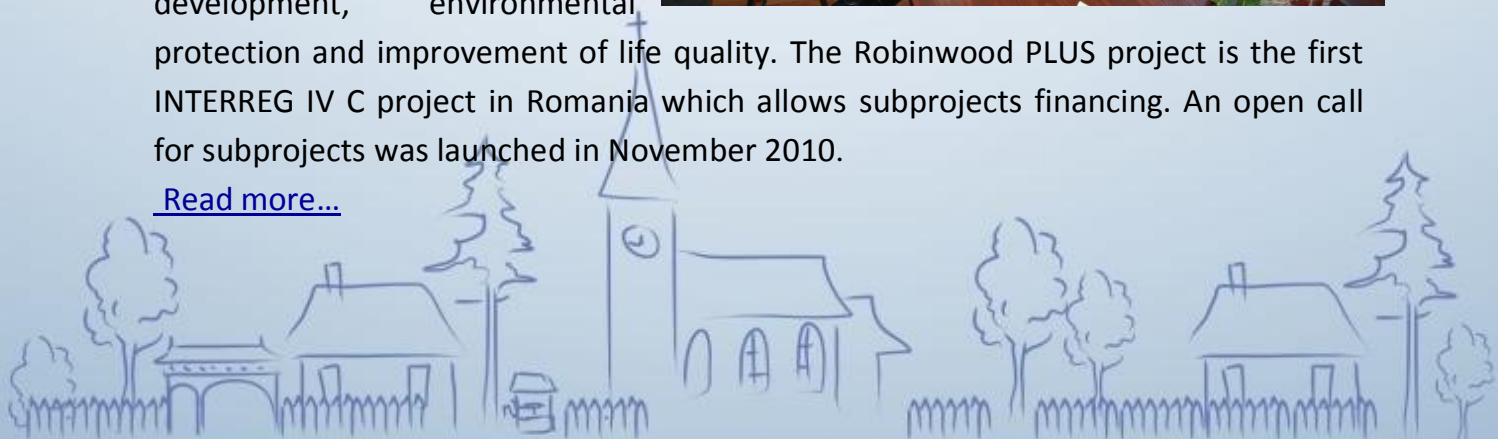 development, environmental
protection and improvement of life quality. The Robinwood PLUS project is the first
INTERREG IV C project in Romania which allows subprojects financing. An open call
for subprojects was launched in November 2010.
Read more…